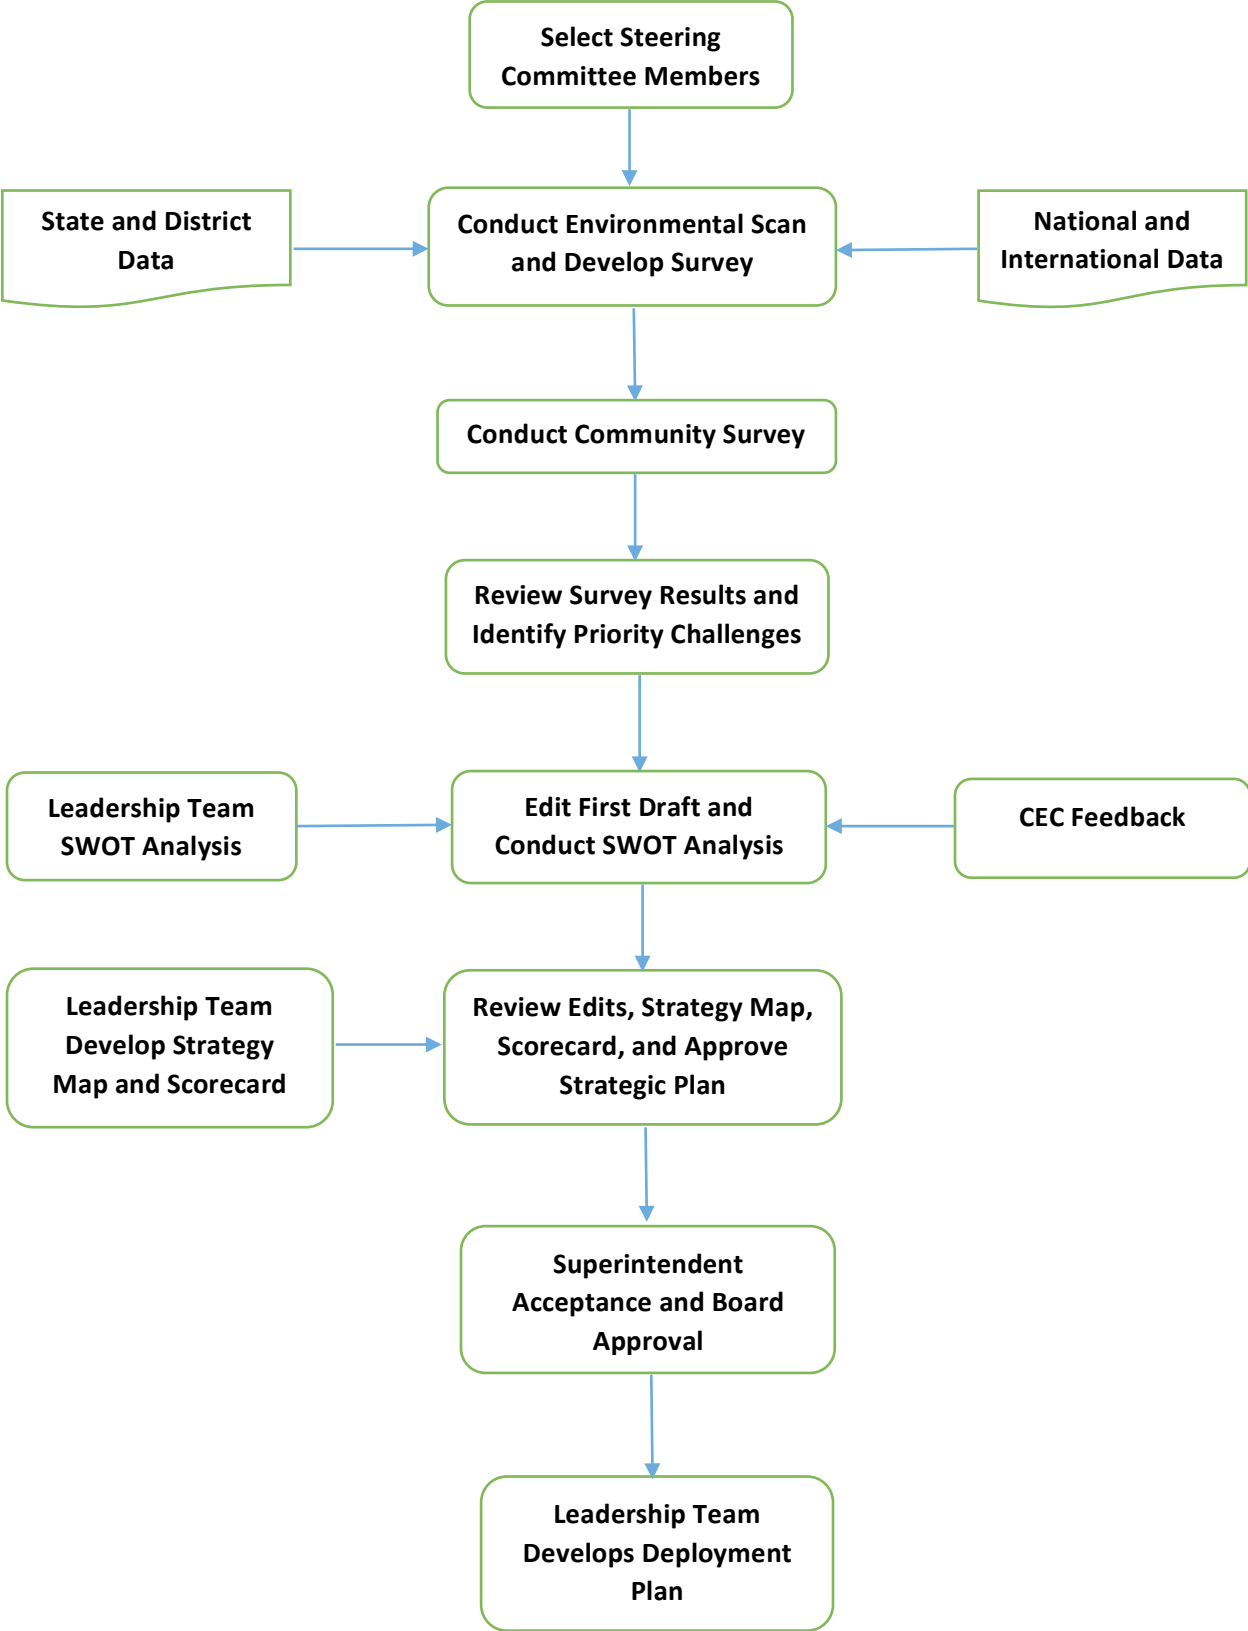 Select Steering
Committee Members
State and District
Data
Conduct Environmental Scan
and Develop Survey
National and
International Data
Conduct Community Survey
Review Survey Results and
Identify Priority Challenges
Leadership Team
SWOT Analysis
Edit First Draft and
Conduct SWOT Analysis
CEC Feedback
Leadership Team
Develop Strategy
Map and Scorecard
Review Edits, Strategy Map,
Scorecard, and Approve
Strategic Plan
Superintendent
Acceptance and Board
Approval
Leadership Team
Develops Deployment
Plan